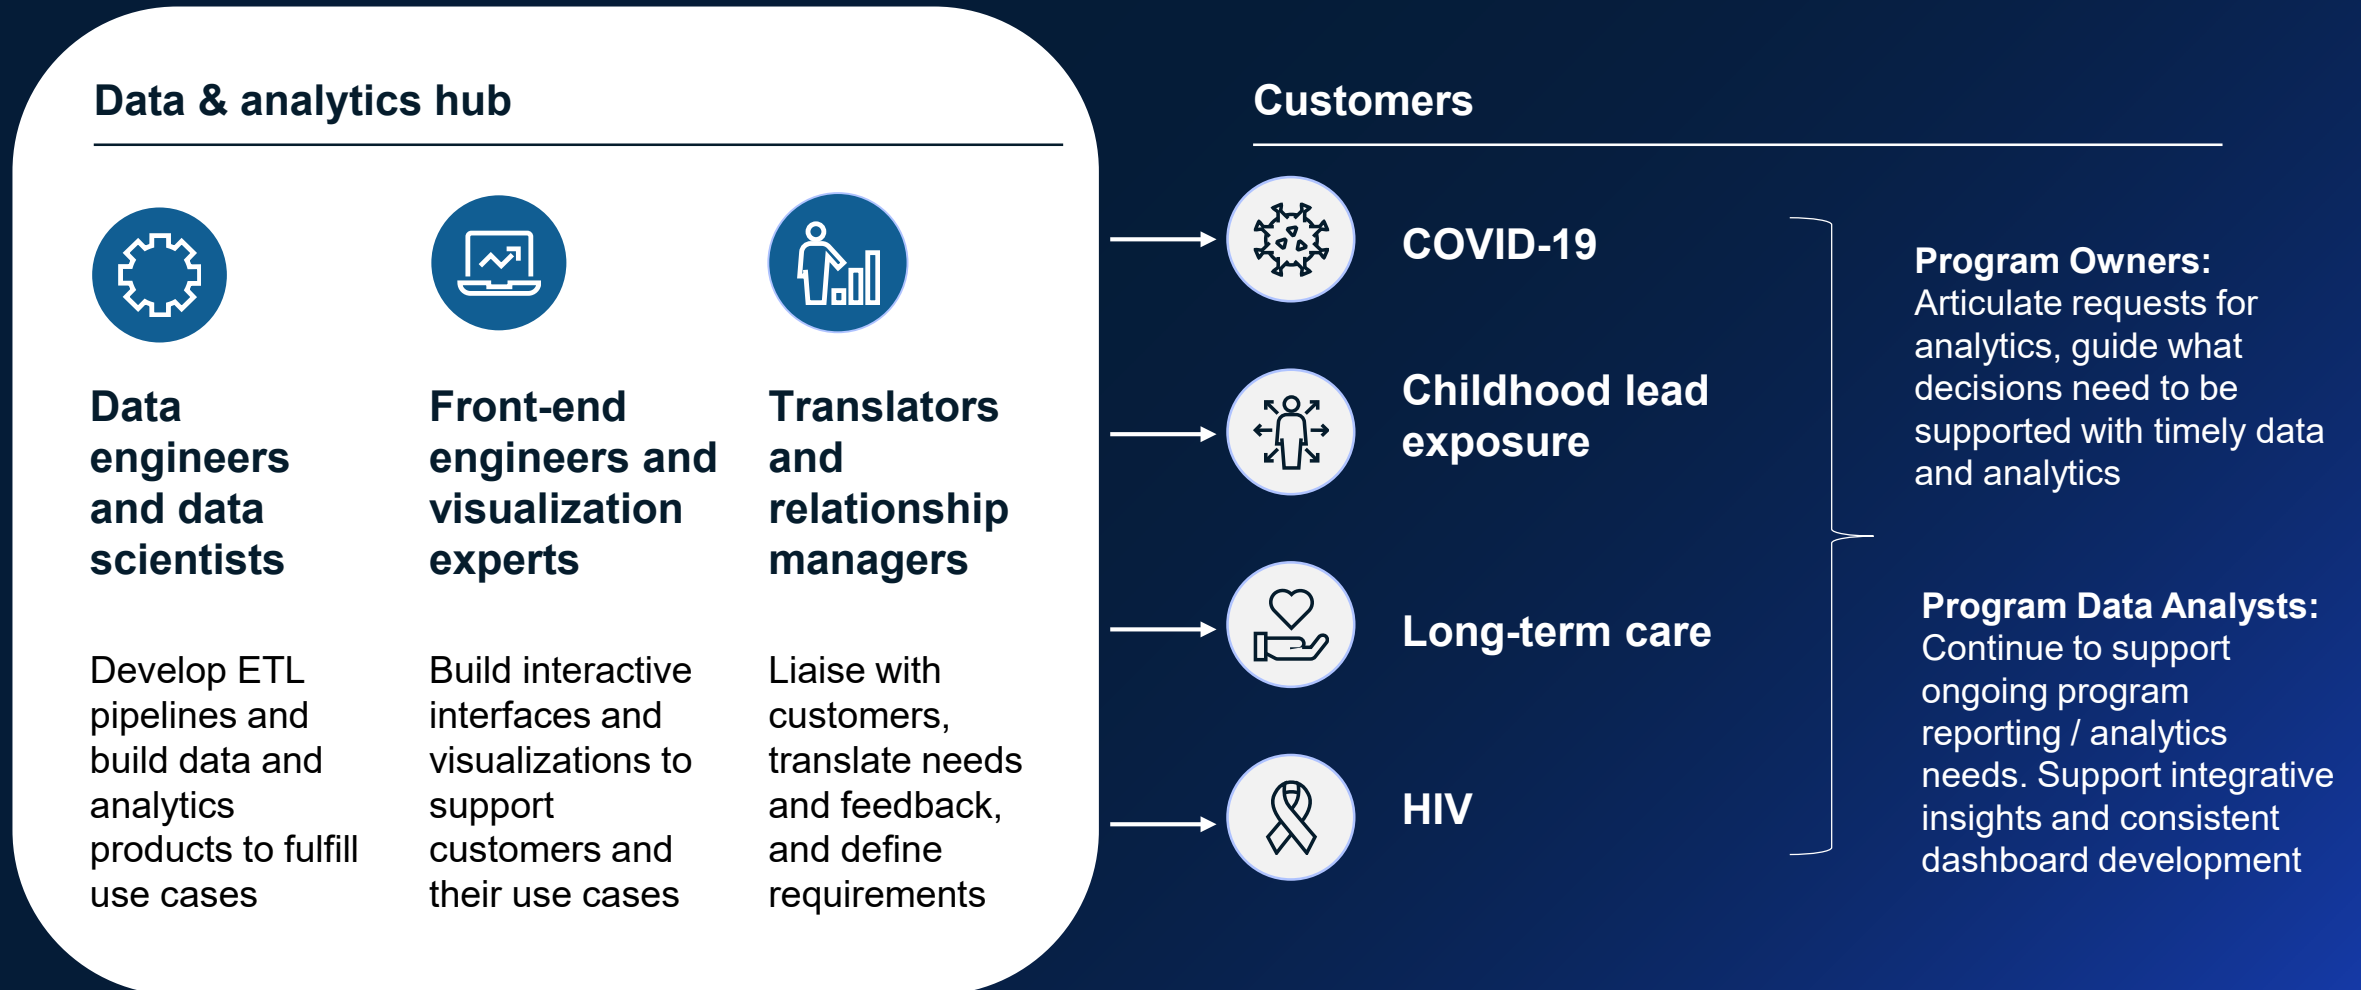 Data & analytics hub
Data
engineers
and data
scientists
Develop ETL
pipelines and
build data and
analytics
products to fulfill
use cases
Front-end
engineers and
visualization
experts
Build interactive
interfaces and
visualizations to
support
customers and
their use cases
Translators
and
relationship
managers
Liaise with
customers,
translate needs
and feedback,
and define
requirements
Customers
COVID-19
Childhood lead
exposure
Long-term care
HIV
Program Owners:
Articulate requests for
analytics, guide what
decisions need to be
supported with timely data
and analytics
Program Data Analysts:
Continue to support
ongoing program
reporting / analytics
needs. Support integrative
insights and consistent
dashboard development